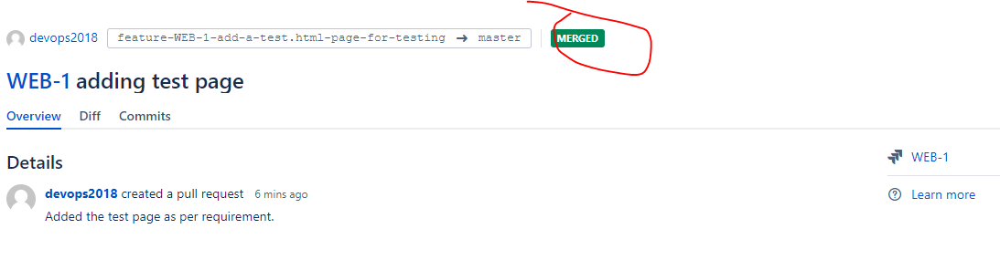 devops2018 feature-WEB-1-add-a-test.html-page-for-testing → master MERGED
WEB-1 adding test page
Overview Diff Commits
Details
WEB-1
devops2018 created a pull request 6 mins ago
Learn more
Added the test page as per requirement.